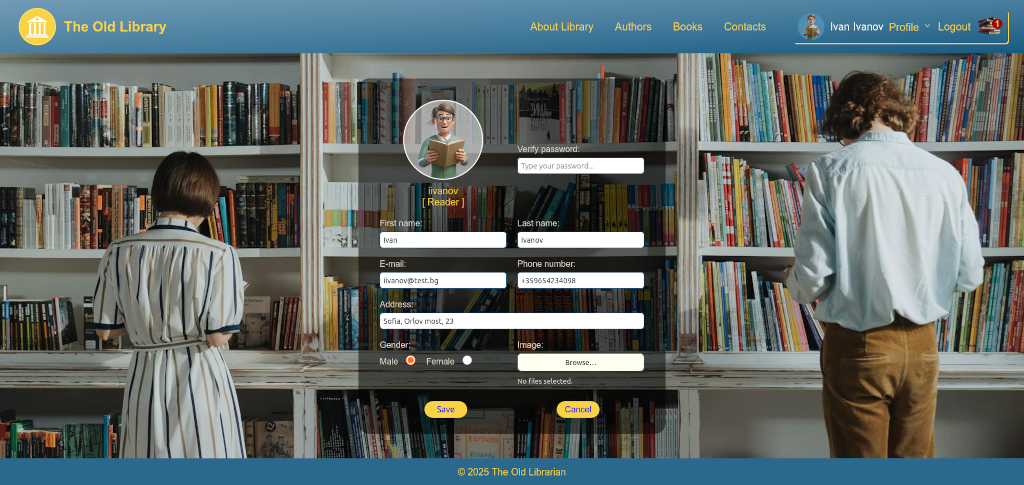 The Old Library
About Library Authors Books Contacts
Ivan Ivanov Profile Logout 1
Verify password:
Type your password...
iivanov
[ Reader ]
First name: Last name:
Ivan Ivanov
E-mail: Phone number:
iivanov@test.bg +359654234098
Address:
Sofia, Orlov most, 23
Gender: Image:
Male Female Browse...
No files selected.
Save Cancel
© 2025 The Old Librarian